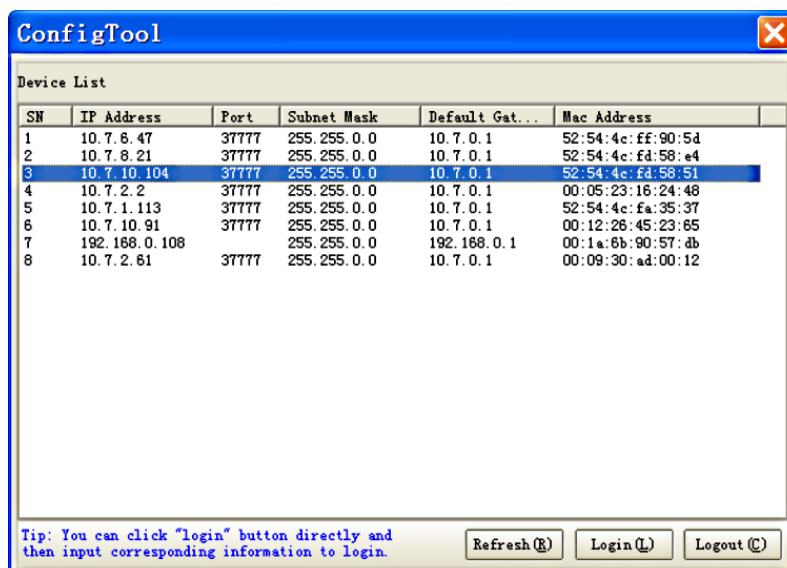 ConfigTool
Device List
SN IP Address Port Subnet Mask Default Gat... Mac Address
1 10.7.6.47 37777 255.255.0.0 10.7.0.1 52:54:4c:ff:90:5d
2 10.7.8.21 37777 255.255.0.0 10.7.0.1 52:54:4c:fd:58:e4
3 10.7.10.104 37777 255.255.0.0 10.7.0.1 52:54:4c:fd:58:51
4 10.7.2.2 37777 255.255.0.0 10.7.0.1 00:05:23:16:24:48
5 10.7.1.113 37777 255.255.0.0 10.7.0.1 52:54:4c:fa:35:37
6 10.7.10.91 37777 255.255.0.0 10.7.0.1 00:12:26:45:23:65
7 192.168.0.108 255.255.0.0 192.168.0.1 00:1a:6b:90:57:db
8 10.7.2.61 37777 255.255.0.0 10.7.0.1 00:09:30:ad:00:12
Tip: You can click "login" button directly and
then input corresponding information to login.
Refresh(R) Login(L) Logout(C)